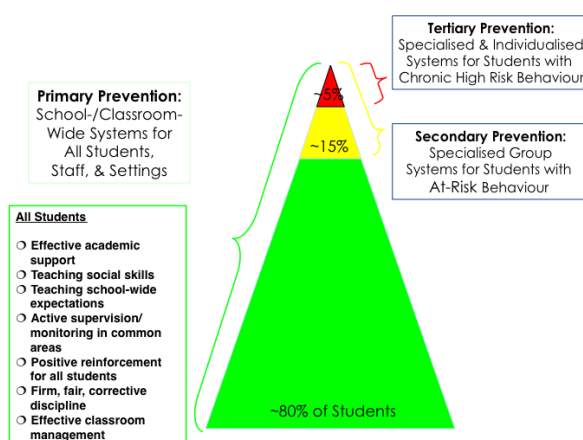 Tertiary Prevention:
Specialised & Individualised
Systems for Students with
Chronic High Risk Behaviour
Primary Prevention:
School-/Classroom-
Wide Systems for
All Students,
Staff, & Settings
~5%
~15%
Secondary Prevention:
Specialised Group
Systems for Students with
At-Risk Behaviour
All Students
❍ Effective academic
support
❍ Teaching social skills
❍ Teaching school-wide
expectations
❍ Active supervision/
monitoring in common
areas
❍ Positive reinforcement
for all students
❍ Firm, fair, corrective
discipline
❍ Effective classroom
management
~80% of Students